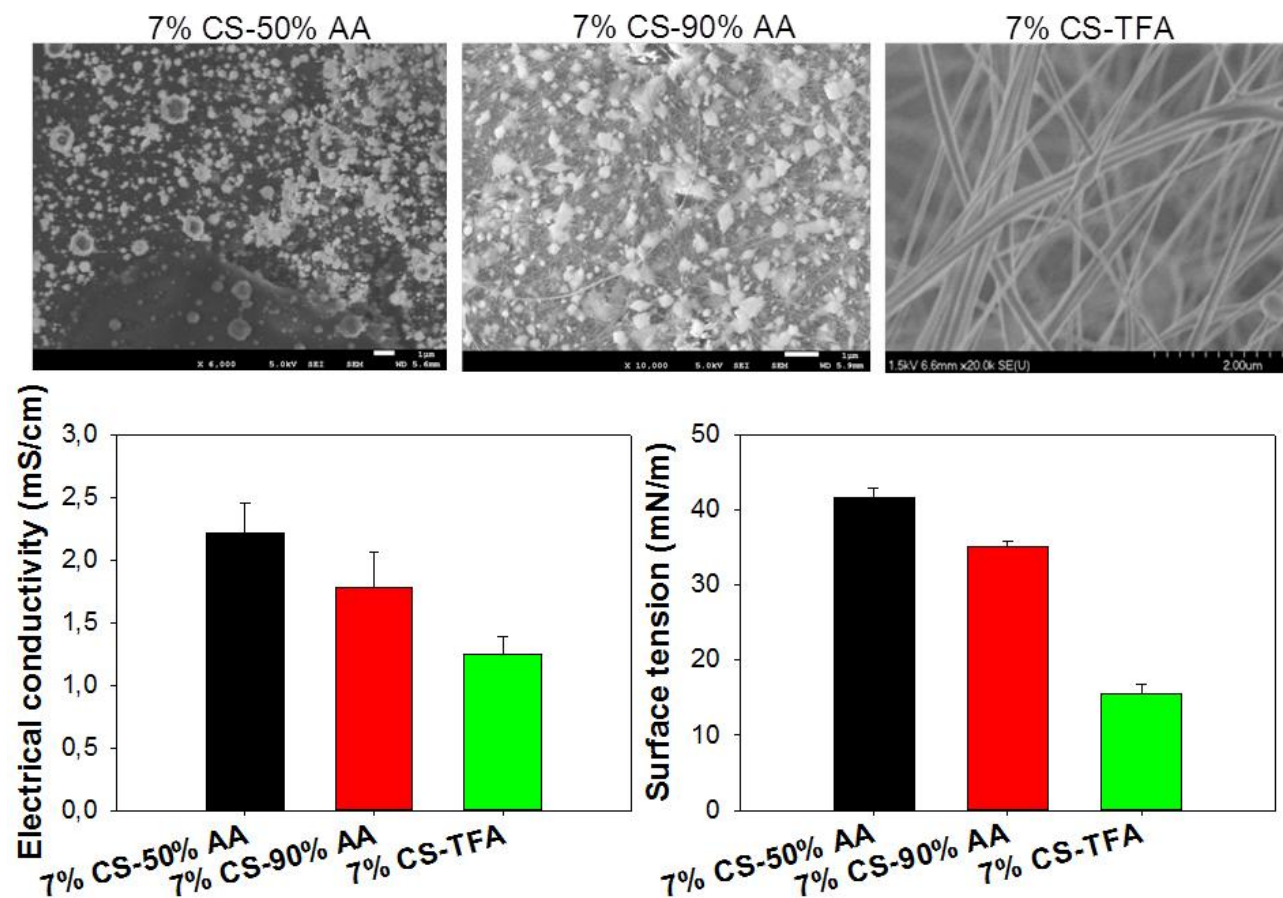 7% CS-50% AA
7% CS-90% AA
7% CS-TFA
X 6,000 5.0kV SEI SEM WD 5.6mm 1µm
X 10,000 5.0kV SEI SEM WD 5.9mm 1µm
1.5kV 6.6mm x20.0k SE(U) 2.00um
Electrical conductivity (mS/cm)
3,0
2,5
2,0
1,5
1,0
0,5
0,0
7% CS-50% AA
7% CS-90% AA
7% CS-TFA
Surface tension (mN/m)
50
40
30
20
10
0
7% CS-50% AA
7% CS-90% AA
7% CS-TFA